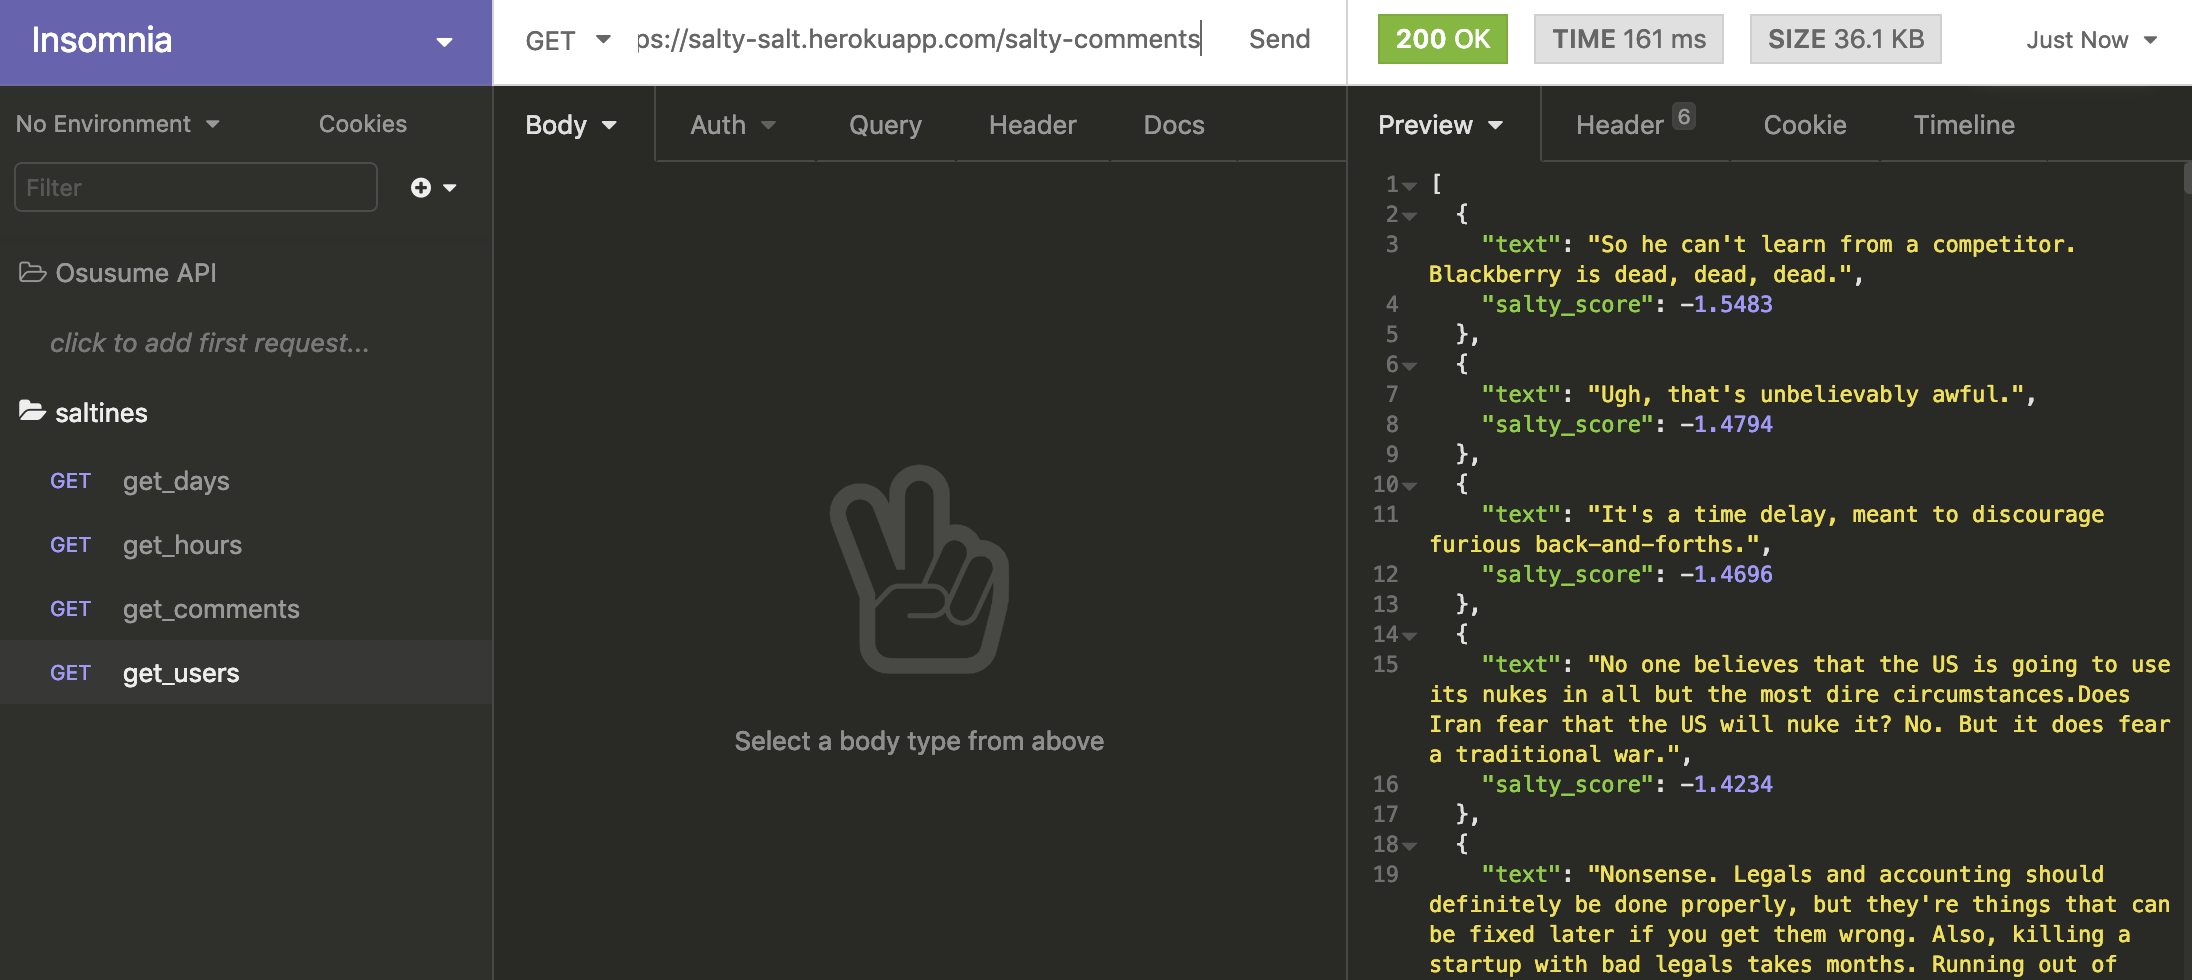 Insomnia
GET ps://salty-salt.herokuapp.com/salty-comments Send
200 OK TIME 161 ms SIZE 36.1 KB Just Now
No Environment Cookies
Filter
Osusume API
click to add first request...
saltines
GET get_days
GET get_hours
GET get_comments
GET get_users
Body Auth Query Header Docs
Select a body type from above
Preview Header 6 Cookie Timeline
1 [
2 {
3 "text": "So he can't learn from a competitor.
Blackberry is dead, dead, dead.",
4 "salty_score": -1.5483
5 },
6 {
7 "text": "Ugh, that's unbelievably awful.",
8 "salty_score": -1.4794
9 },
10 {
11 "text": "It's a time delay, meant to discourage
furious back-and-forths.",
12 "salty_score": -1.4696
13 },
14 {
15 "text": "No one believes that the US is going to use
its nukes in all but the most dire circumstances.Does
Iran fear that the US will nuke it? No. But it does fear
a traditional war.",
16 "salty_score": -1.4234
17 },
18 {
19 "text": "Nonsense. Legals and accounting should
definitely be done properly, but they're things that can
be fixed later if you get them wrong. Also, killing a
startup with bad legals takes months. Running out of